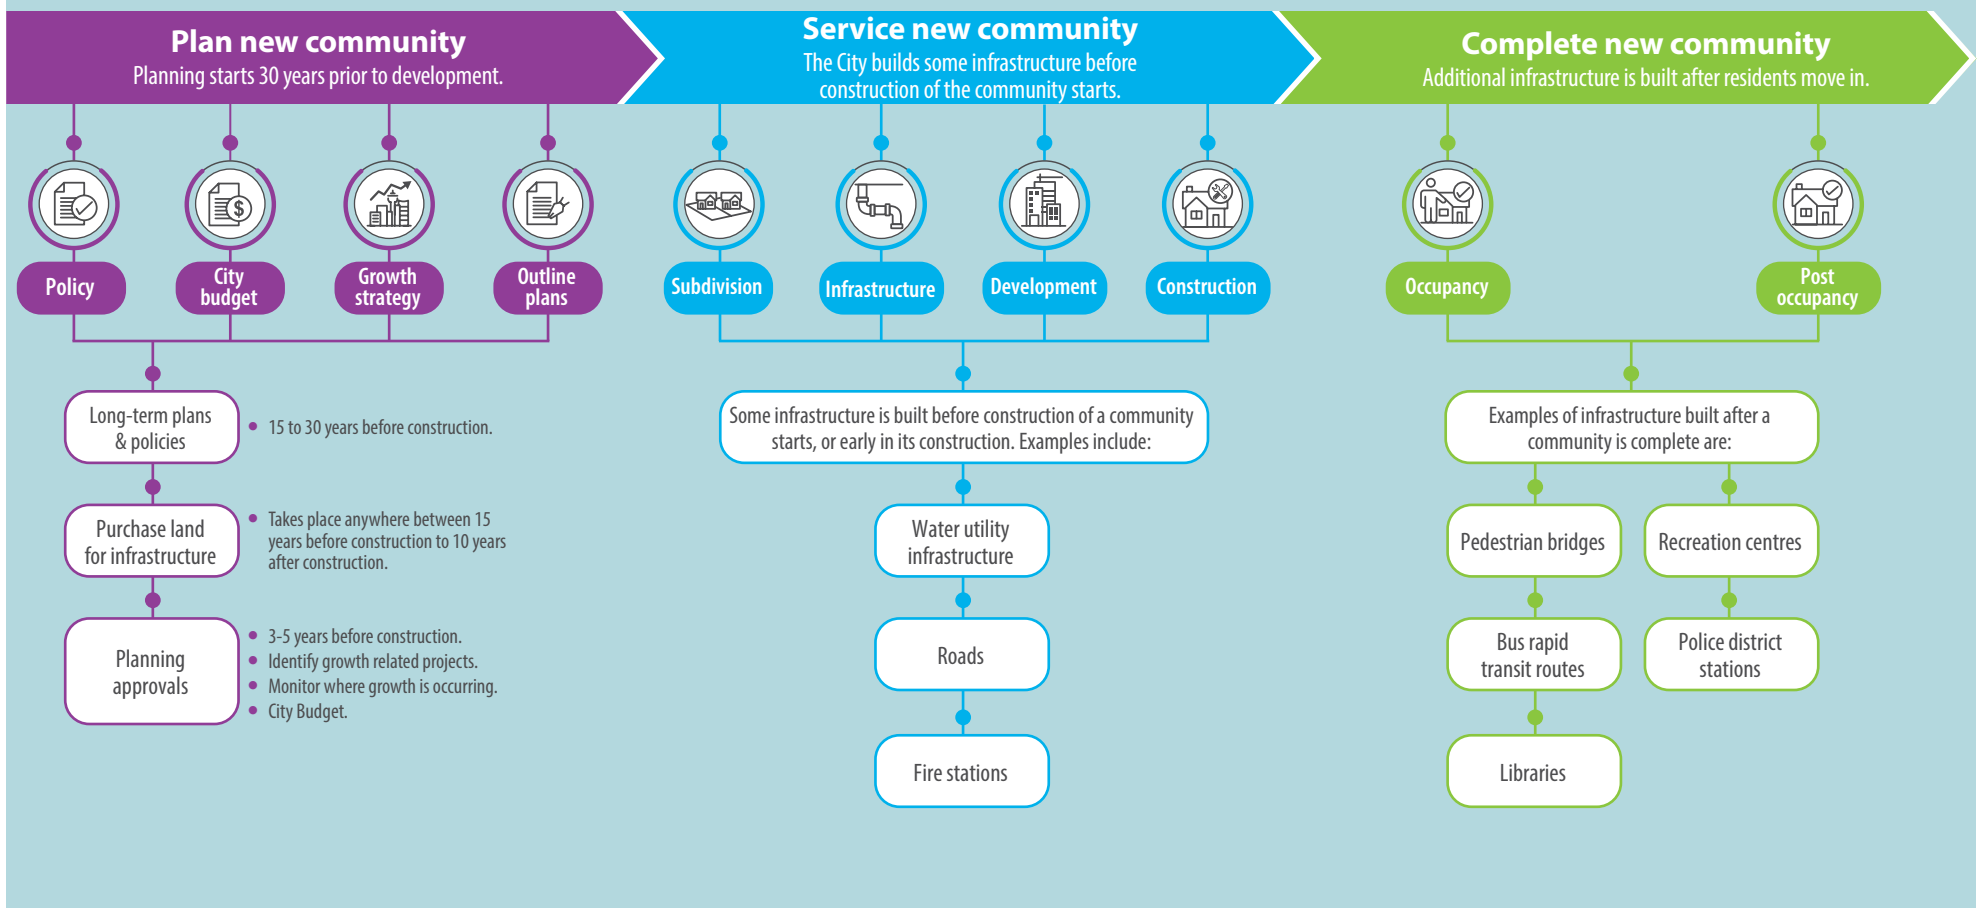 Plan new community
Planning starts 30 years prior to development.
Service new community
The City builds some infrastructure before
construction of the community starts.
Complete new community
Additional infrastructure is built after residents move in.
$
Policy
City
budget
Growth
strategy
Outline
plans
Subdivision
Infrastructure
Development
Construction
Occupancy
Post
occupancy
Long-term plans
& policies
• 15 to 30 years before construction.
Purchase land
for infrastructure
• Takes place anywhere between 15
years before construction to 10 years
after construction.
Planning
approvals
• 3-5 years before construction.
• Identify growth related projects.
• Monitor where growth is occurring.
• City Budget.
Some infrastructure is built before construction of a community
starts, or early in its construction. Examples include:
Water utility
infrastructure
Roads
Fire stations
Examples of infrastructure built after a
community is complete are:
Pedestrian bridges
Bus rapid
transit routes
Libraries
Recreation centres
Police district
stations